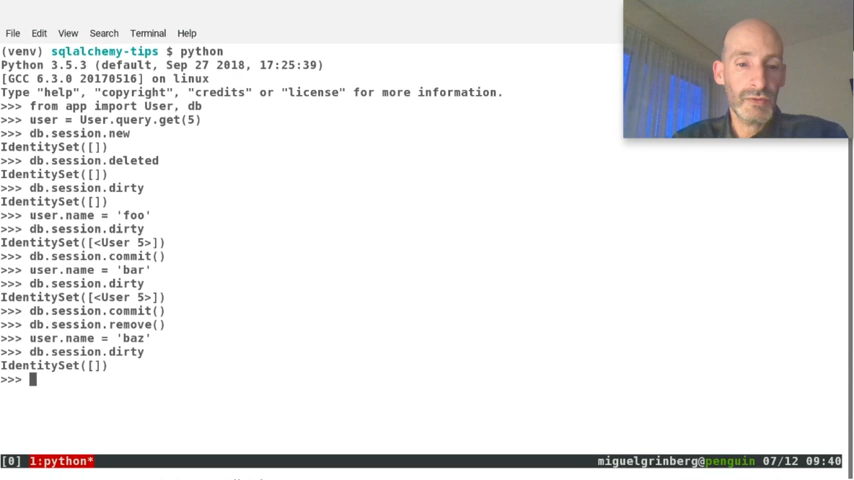 File Edit View Search Terminal Help
(venv) sqlalchemy-tips $ python
Python 3.5.3 (default, Sep 27 2018, 17:25:39)
[GCC 6.3.0 20170516] on linux
Type "help", "copyright", "credits" or "license" for more information.
>>> from app import User, db
>>> user = User.query.get(5)
>>> db.session.new
IdentitySet([])
>>> db.session.deleted
IdentitySet([])
>>> db.session.dirty
IdentitySet([])
>>> user.name = 'foo'
>>> db.session.dirty
IdentitySet([<User 5>])
>>> db.session.commit()
>>> user.name = 'bar'
>>> db.session.dirty
IdentitySet([<User 5>])
>>> db.session.commit()
>>> db.session.remove()
>>> user.name = 'baz'
>>> db.session.dirty
IdentitySet([])
>>>
[0] 1:python* miguelgrinberg@penguin 07/12 09:40